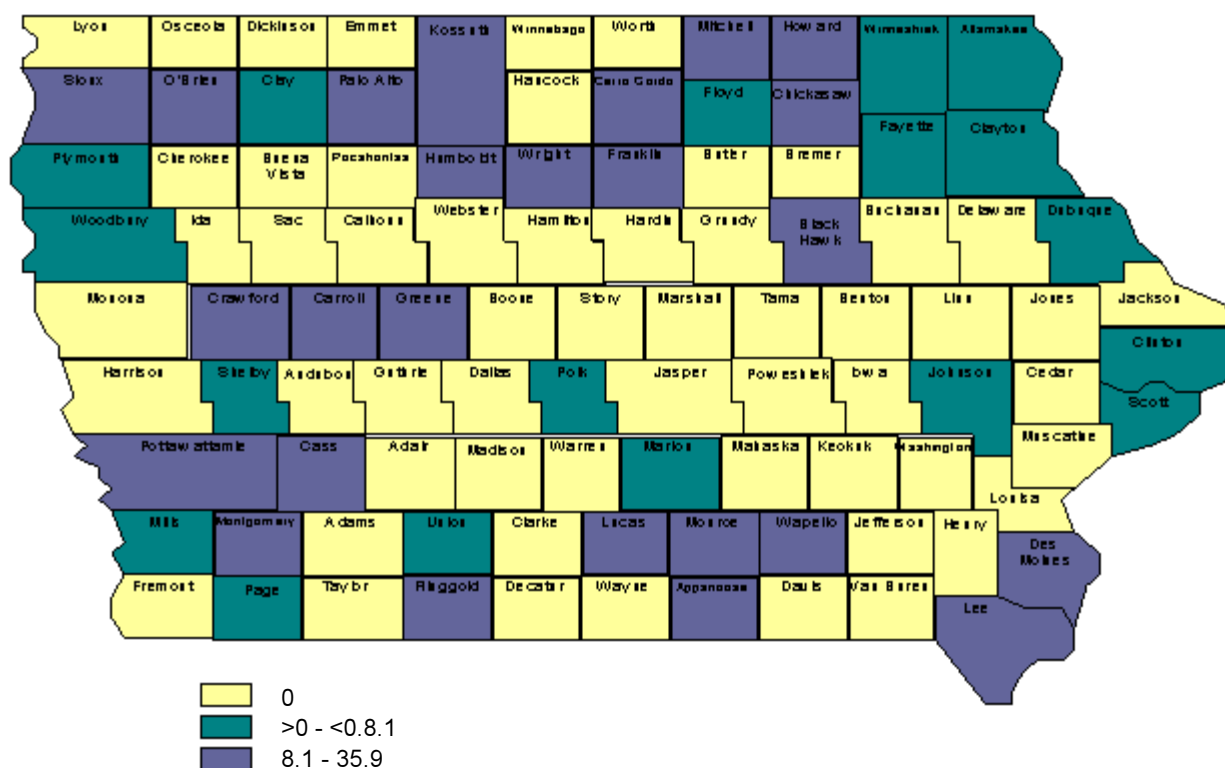 Lyon Osceola Dickinson Emmet Kossuth Winnebago Worth Mitchell Howard Winneshiek Allamakee
Sioux O'Brien Clay Palo Alto Hancock Cerro Gordo Floyd Chickasaw
Fayette Clayton
Plymouth Cherokee Buena Vista Pocahontas Humboldt Wright Franklin Butler Bremer
Woodbury Ida Sac Calhoun Webster Hamilton Hardin Grundy Black Hawk Buchanan Delaware Dubuque
Monona Crawford Carroll Greene Boone Story Marshall Tama Benton Linn Jones Jackson
Clinton
Harrison Shelby Audubon Guthrie Dallas Polk Jasper Poweshiek Iowa Johnson Cedar
Scott
Pottawattamie Cass Adair Madison Warren Marion Mahaska Keokuk Washington Muscatine
Louisa
Mills Montgomery Adams Union Clarke Lucas Monroe Wapello Jefferson Henry Des Moines
Fremont Page Taylor Ringgold Decatur Wayne Appanoose Davis Van Buren Lee
0
>0 - <0.8.1
8.1 - 35.9